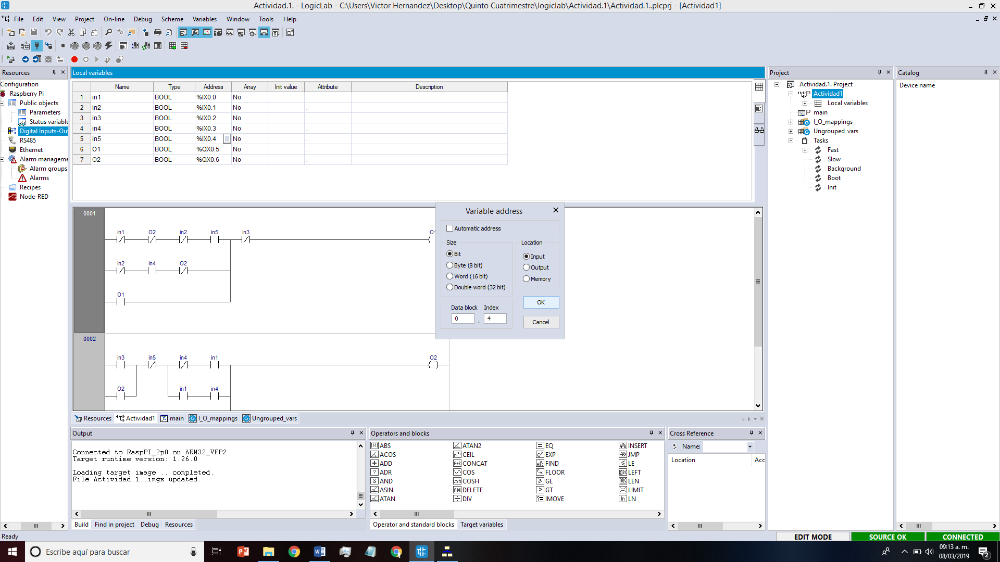 Actividad.1. - LogicLab - C:\Users\Victor Hernandez\Desktop\Quinto Cuatrimestre\logiclab\Actividad.1\Actividad.1..plcprj - [Actividad1]
File Edit View Project On-line Debug Scheme Variables Window Tools Help
Resources
Configuration
Raspberry Pi
Public objects
Parameters
Status variable
Digital Inputs-Ou
RS485
Ethernet
Alarm manageme
Alarm groups
Alarms
Recipes
Node-RED
Local variables
Name Type Address Array Init value Attribute Description
1 in1 BOOL %IX0.0 No ..
2 in2 BOOL %IX0.1 No ..
3 in3 BOOL %IX0.2 No ..
4 in4 BOOL %IX0.3 No ..
5 in5 BOOL %IX0.4 No ..
6 O1 BOOL %QX0.5 No ..
7 O2 BOOL %QX0.6 No ..
0001
in1 O2 in2 in5 in3 O1
in2 in4 O2
O1
0002
in3 in5 in4 in1 O2
O2 in1 in4
Variable address
Automatic address
Size
Bit
Byte (8 bit)
Word (16 bit)
Double word (32 bit)
Location
Input
Output
Memory
Data block Index
0 . 4
OK
Cancel
Resources Actividad1 main I_O_mappings Ungrouped_vars
Project
Actividad.1. Project
Actividad1
Local variables
P main
I_O_mappings
Ungrouped_vars
Tasks
Fast
Slow
Background
Boot
Init
Catalog
Device name
Output
Connected to RaspPI_2p0 on ARM32_VFP2.
Target runtime version: 1.26.0
Loading target image .. completed.
File Actividad.1..imgx updated.
Build Find in project Debug Resources
Operators and blocks
ABS ATAN2 EQ INSERT
ACOS CEIL EXP JMP
ADD CONCAT FIND LE
ADR COS FLOOR LEFT
AND COSH GE LEN
ASIN DELETE GT LIMIT
ATAN DIV IMOVE LN
Operator and standard blocks Target variables
Cross Reference
Name:
Location Acc
Ready
EDIT MODE SOURCE OK CONNECTED
Escribe aquí para buscar
09:13 a. m.
08/03/2019
2